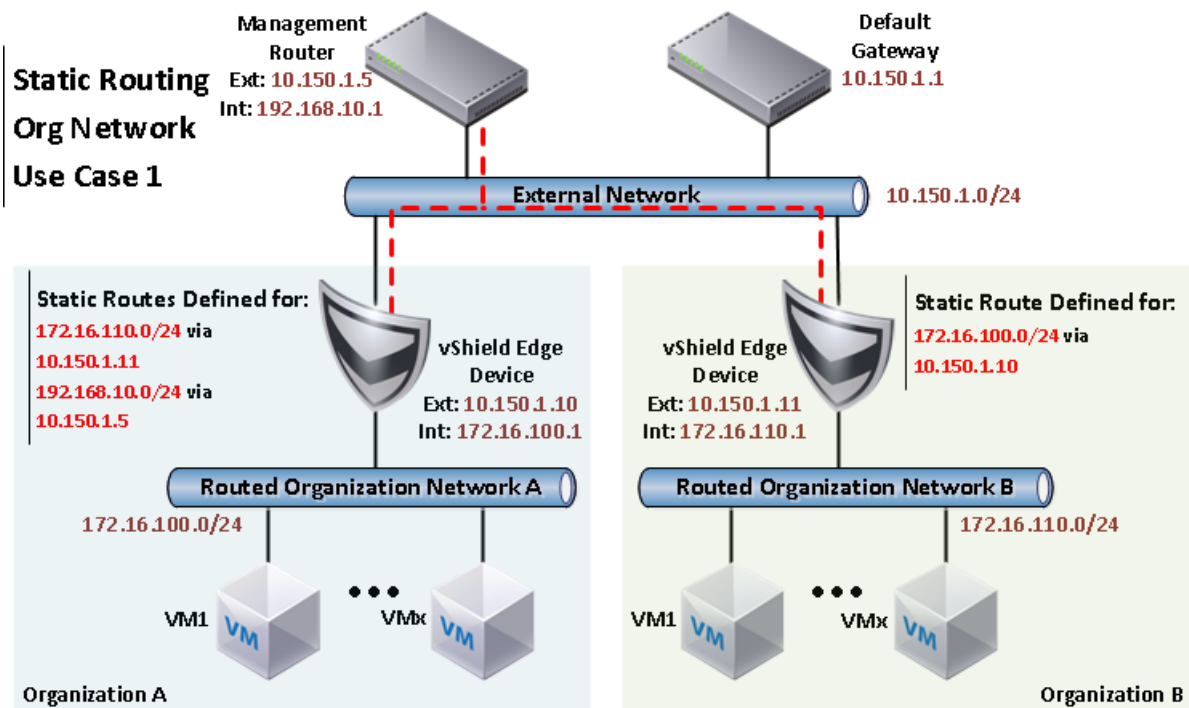 Static Routing
Org Network
Use Case 1
Management
Router
Ext: 10.150.1.5
Int: 192.168.10.1
Default
Gateway
10.150.1.1
External Network
10.150.1.0/24
Static Routes Defined for:
172.16.110.0/24 via
10.150.1.11
192.168.10.0/24 via
10.150.1.5
vShield Edge
Device
Ext: 10.150.1.10
Int: 172.16.100.1
vShield Edge
Device
Ext: 10.150.1.11
Int: 172.16.110.1
Static Route Defined for:
172.16.100.0/24 via
10.150.1.10
Routed Organization Network A
172.16.100.0/24
Routed Organization Network B
172.16.110.0/24
VM1
VM
VMx
VM
VM1
VM
VMx
VM
Organization A
Organization B